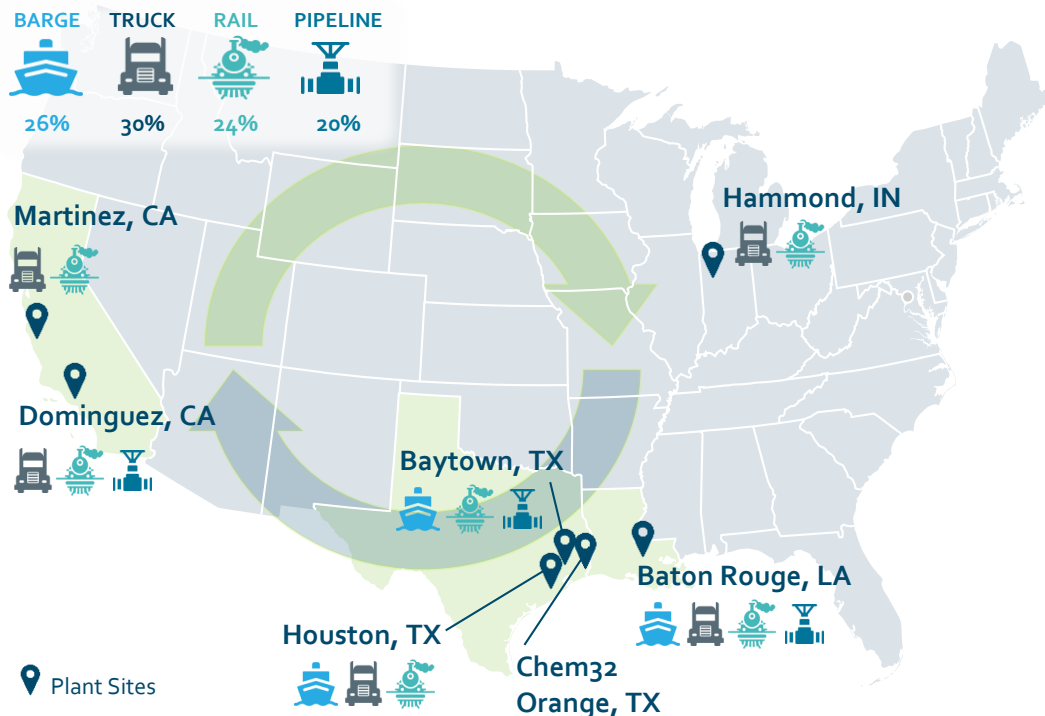 BARGE TRUCK RAIL PIPELINE
26% 30% 24% 20%
Martinez, CA
Hammond, IN
Dominguez, CA
Baytown, TX
Baton Rouge, LA
Houston, TX
Chem32
Orange, TX
Plant Sites